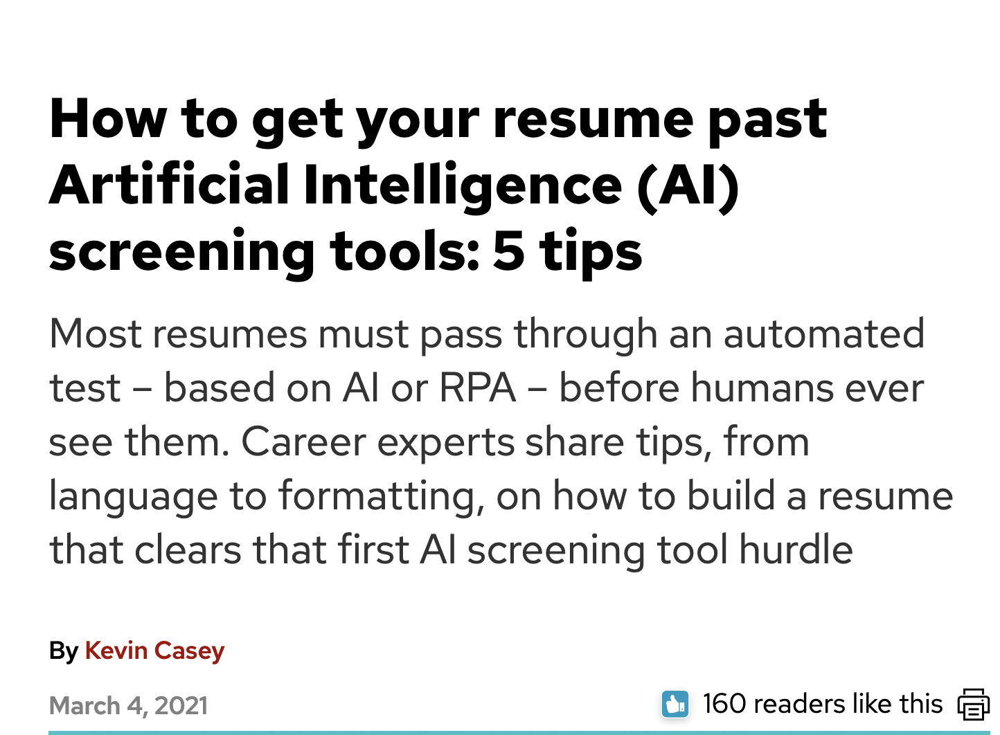 How to get your resume past
Artificial Intelligence (AI)
screening tools: 5 tips
Most resumes must pass through an automated
test – based on AI or RPA – before humans ever
see them. Career experts share tips, from
language to formatting, on how to build a resume
that clears that first AI screening tool hurdle
By Kevin Casey
March 4, 2021
160 readers like this